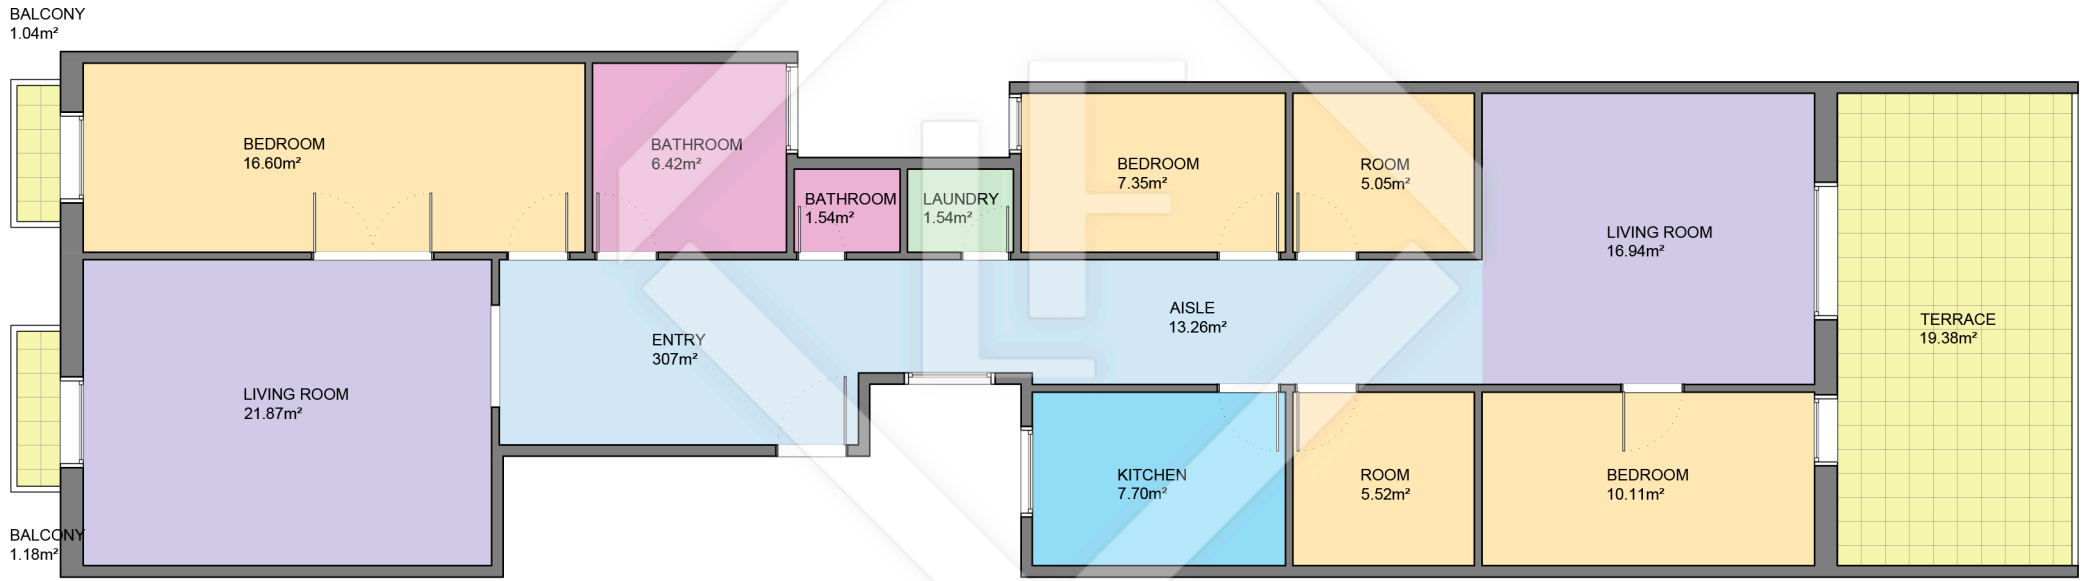 BALCONY
1.04m²
BEDROOM
16.60m²
BATHROOM
6.42m²
BATHROOM
1.54m²
LAUNDRY
1.54m²
BEDROOM
7.35m²
ROOM
5.05m²
LIVING ROOM
16.94m²
TERRACE
19.38m²
AISLE
13.26m²
ENTRY
307m²
LIVING ROOM
21.87m²
KITCHEN
7.70m²
ROOM
5.52m²
BEDROOM
10.11m²
BALCONY
1.18m²
LF